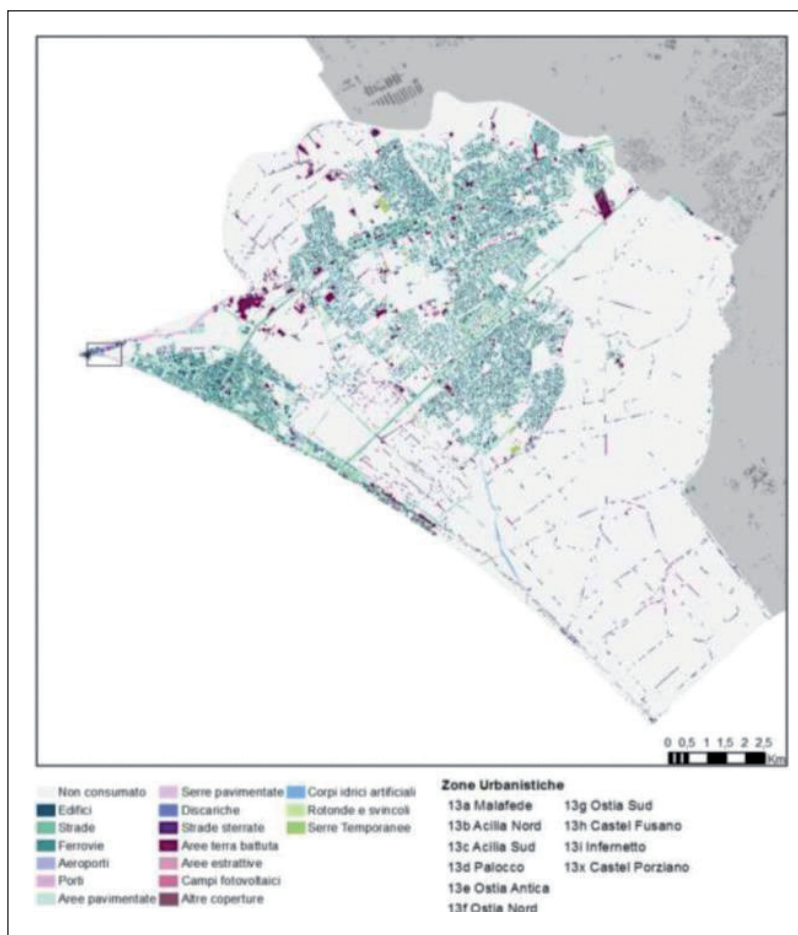 0 0,5 1 1,5 2 2,5
Km
Non consumato
Edifici
Strade
Ferrovie
Aeroporti
Porti
Aree pavimentate
Serre pavimentate
Discariche
Strade sterrate
Aree terra battuta
Aree estrattive
Campi fotovoltaici
Altre coperture
Corpi idrici artificiali
Rotonde e svincoli
Serre Temporanee
Zone Urbanistiche
13a Malafede
13b Acilia Nord
13c Acilia Sud
13d Palocco
13e Ostia Antica
13f Ostia Nord
13g Ostia Sud
13h Castel Fusano
13i Infernetto
13x Castel Porziano